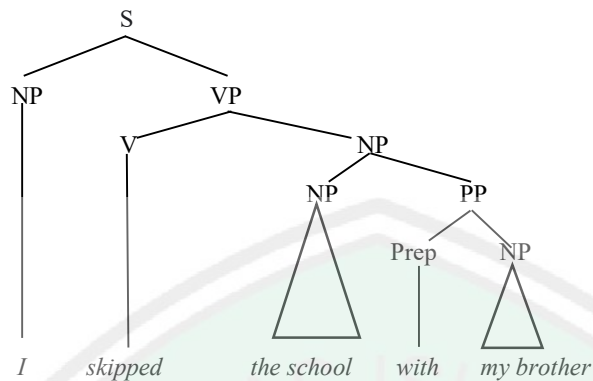 S
NP VP
V NP
NP PP
Prep NP
I skipped the school with my brother